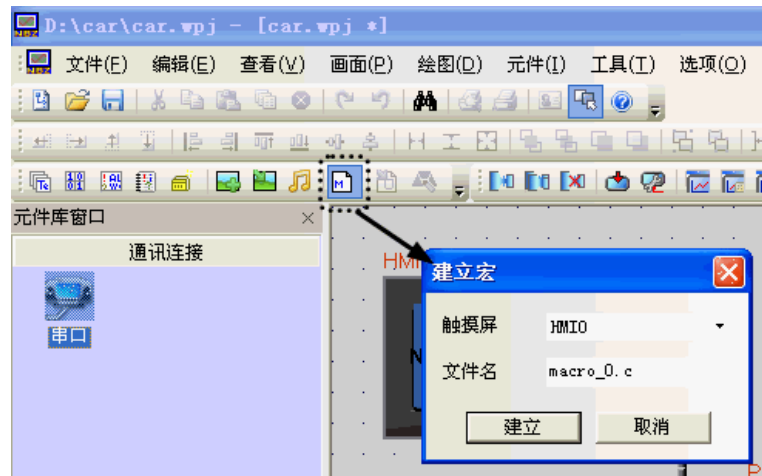 D:\car\car.wpj - [car.wpj *]
文件(F) 编辑(E) 查看(V) 画面(P) 绘图(D) 元件(I) 工具(T) 选项(O)
元件库窗口
通讯连接
串口
HM
建立宏
触摸屏 HMI0
文件名 macro_0.c
建立 取消